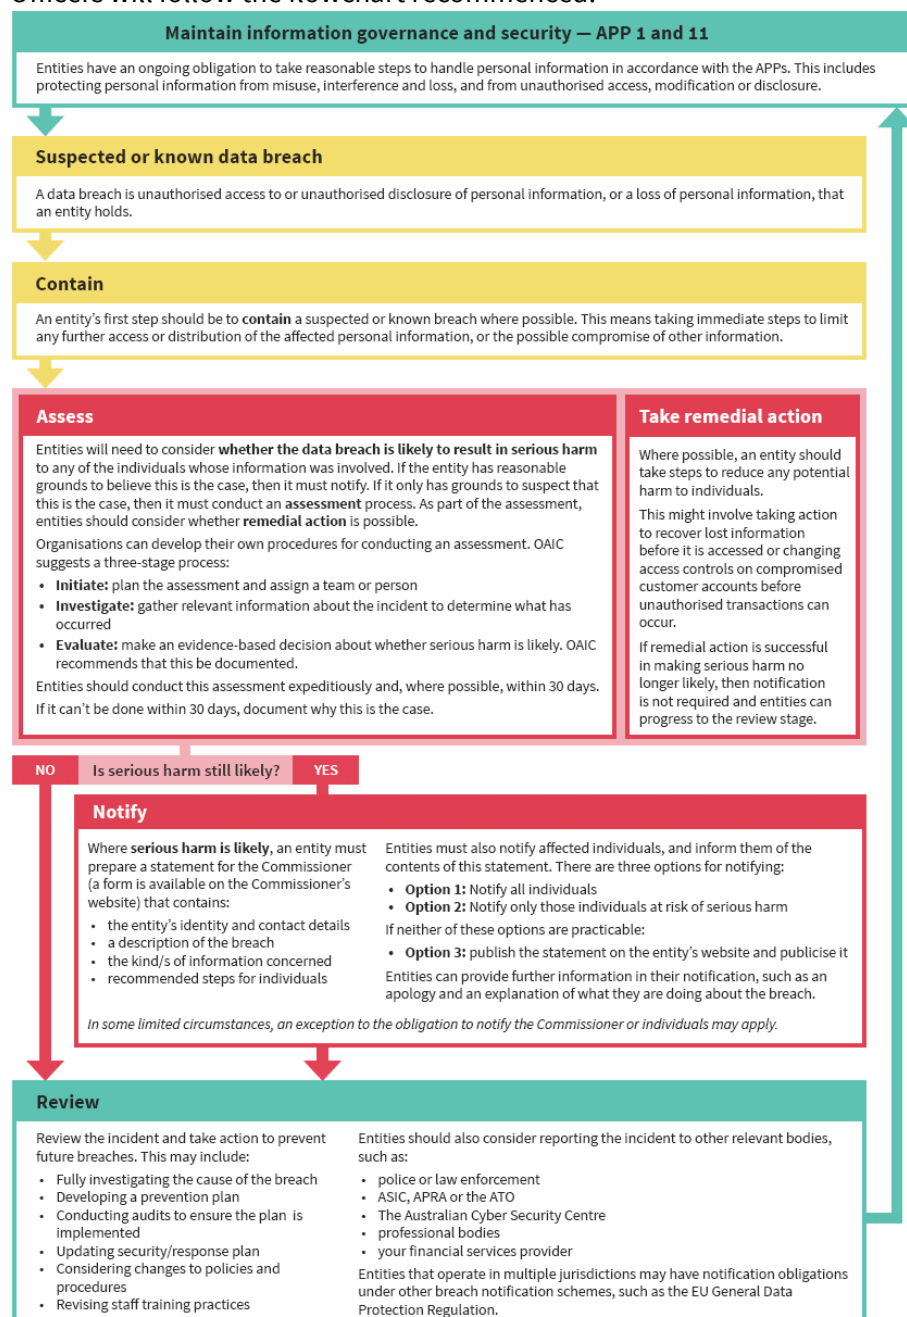 Officers will follow the flowchart recommended:
Maintain information governance and security — APP 1 and 11
Entities have an ongoing obligation to take reasonable steps to handle personal information in accordance with the APPs. This includes
protecting personal information from misuse, interference and loss, and from unauthorised access, modification or disclosure.
Suspected or known data breach
A data breach is unauthorised access to or unauthorised disclosure of personal information, or a loss of personal information, that
an entity holds.
Contain
An entity's first step should be to contain a suspected or known breach where possible. This means taking immediate steps to limit
any further access or distribution of the affected personal information, or the possible compromise of other information.
Assess
Entities will need to consider whether the data breach is likely to result in serious harm
to any of the individuals whose information was involved. If the entity has reasonable
grounds to believe this is the case, then it must notify. If it only has grounds to suspect that
this is the case, then it must conduct an assessment process. As part of the assessment,
entities should consider whether remedial action is possible.
Organisations can develop their own procedures for conducting an assessment. OAIC
suggests a three-stage process:
• Initiate: plan the assessment and assign a team or person
• Investigate: gather relevant information about the incident to determine what has
occurred
• Evaluate: make an evidence-based decision about whether serious harm is likely. OAIC
recommends that this be documented.
Entities should conduct this assessment expeditiously and, where possible, within 30 days.
If it can't be done within 30 days, document why this is the case.
Take remedial action
Where possible, an entity should
take steps to reduce any potential
harm to individuals.
This might involve taking action
to recover lost information
before it is accessed or changing
access controls on compromised
customer accounts before
unauthorised transactions can
occur.
If remedial action is successful
in making serious harm no
longer likely, then notification
is not required and entities can
progress to the review stage.
NO Is serious harm still likely? YES
Notify
Where serious harm is likely, an entity must
prepare a statement for the Commissioner
(a form is available on the Commissioner's
website) that contains:
• the entity's identity and contact details
• a description of the breach
• the kind/s of information concerned
• recommended steps for individuals
Entities must also notify affected individuals, and inform them of the
contents of this statement. There are three options for notifying:
• Option 1: Notify all individuals
• Option 2: Notify only those individuals at risk of serious harm
If neither of these options are practicable:
• Option 3: publish the statement on the entity's website and publicise it
Entities can provide further information in their notification, such as an
apology and an explanation of what they are doing about the breach.
In some limited circumstances, an exception to the obligation to notify the Commissioner or individuals may apply.
Review
Review the incident and take action to prevent
future breaches. This may include:
• Fully investigating the cause of the breach
• Developing a prevention plan
• Conducting audits to ensure the plan is
implemented
• Updating security/response plan
• Considering changes to policies and
procedures
• Revising staff training practices
Entities should also consider reporting the incident to other relevant bodies,
such as:
• police or law enforcement
• ASIC, APRA or the ATO
• The Australian Cyber Security Centre
• professional bodies
• your financial services provider
Entities that operate in multiple jurisdictions may have notification obligations
under other breach notification schemes, such as the EU General Data
Protection Regulation.